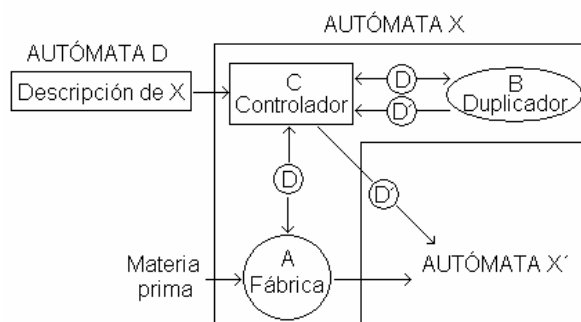 AUTÓMATA X
AUTÓMATA D
Descripción de X
C
Controlador
D
D´
B
Duplicador
D
D´
Materia
prima
A
Fábrica
AUTÓMATA X´